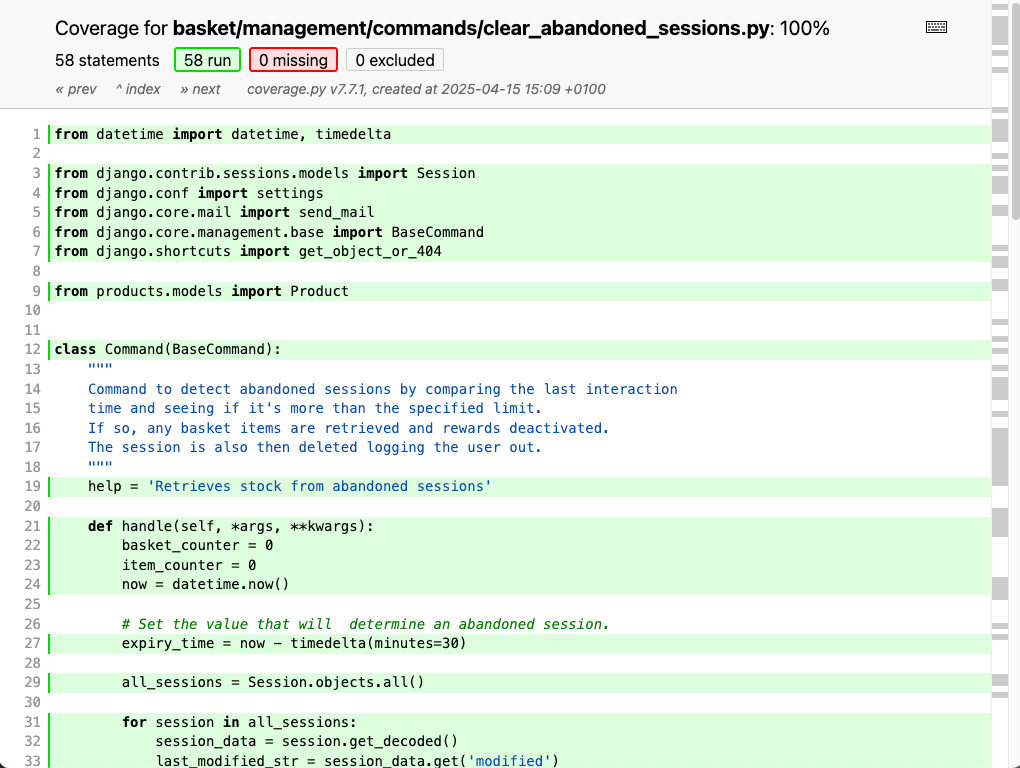 Coverage for basket/management/commands/clear_abandoned_sessions.py: 100%
58 statements 58 run 0 missing 0 excluded
« prev ^ index » next coverage.py v7.7.1, created at 2025-04-15 15:09 +0100
1 from datetime import datetime, timedelta
2
3 from django.contrib.sessions.models import Session
4 from django.conf import settings
5 from django.core.mail import send_mail
6 from django.core.management.base import BaseCommand
7 from django.shortcuts import get_object_or_404
8
9 from products.models import Product
10
11
12 class Command(BaseCommand):
13     """
14     Command to detect abandoned sessions by comparing the last interaction
15     time and seeing if it's more than the specified limit.
16     If so, any basket items are retrieved and rewards deactivated.
17     The session is also then deleted logging the user out.
18     """
19     help = 'Retrieves stock from abandoned sessions'
20
21     def handle(self, *args, **kwargs):
22         basket_counter = 0
23         item_counter = 0
24         now = datetime.now()
25
26         # Set the value that will  determine an abandoned session.
27         expiry_time = now - timedelta(minutes=30)
28
29         all_sessions = Session.objects.all()
30
31         for session in all_sessions:
32             session_data = session.get_decoded()
33             last_modified_str = session_data.get('modified')